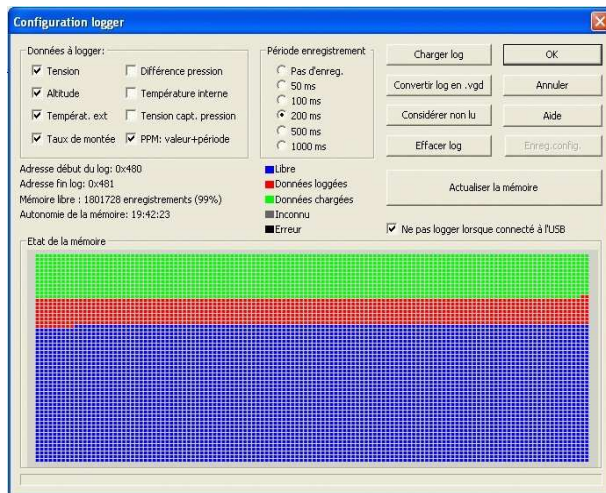 Configuration logger
Données à logger:
Tension
Différence pression
Altitude
Température interne
Températ. ext
Tension capt. pression
Taux de montée
PPM: valeur+période
Période enregistrement
Pas d'enreg.
50 ms
100 ms
200 ms
500 ms
1000 ms
Charger log
OK
Convertir log en .vgd
Annuler
Considérer non lu
Aide
Effacer log
Enreg.config.
Adresse début du log: 0x480
Adresse fin log: 0x481
Mémoire libre : 1801728 enregistrements (99%)
Autonomie de la mémoire: 19:42:23
Libre
Données loggées
Données chargées
Inconnu
Erreur
Actualiser la mémoire
Ne pas logger lorsque connecté à l'USB
Etat de la mémoire